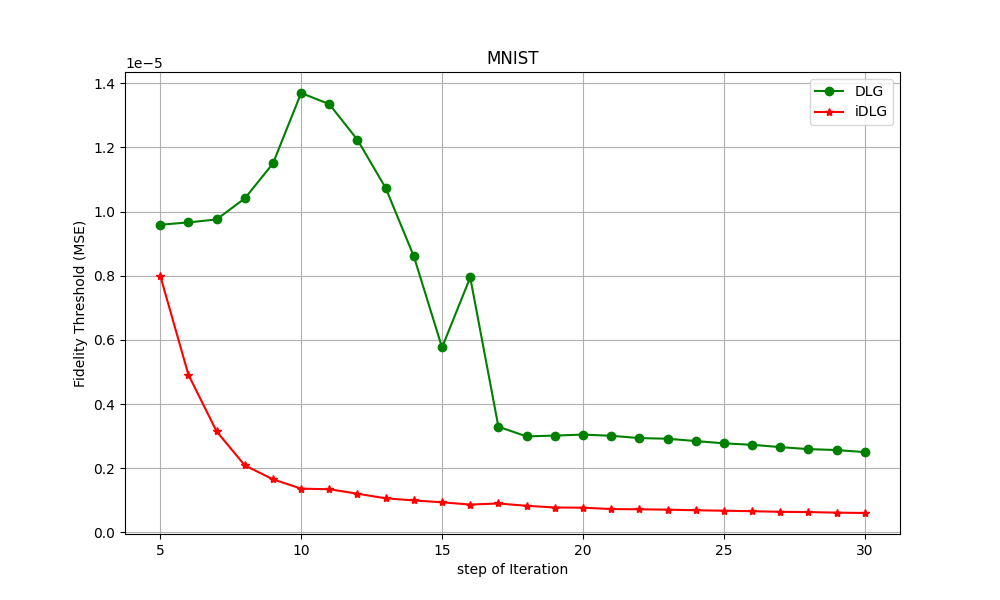 MNIST
1e−5
1.4
1.2
1.0
0.8
0.6
0.4
0.2
0.0
Fidelity Threshold (MSE)
5 10 15 20 25 30
step of Iteration
DLG
iDLG